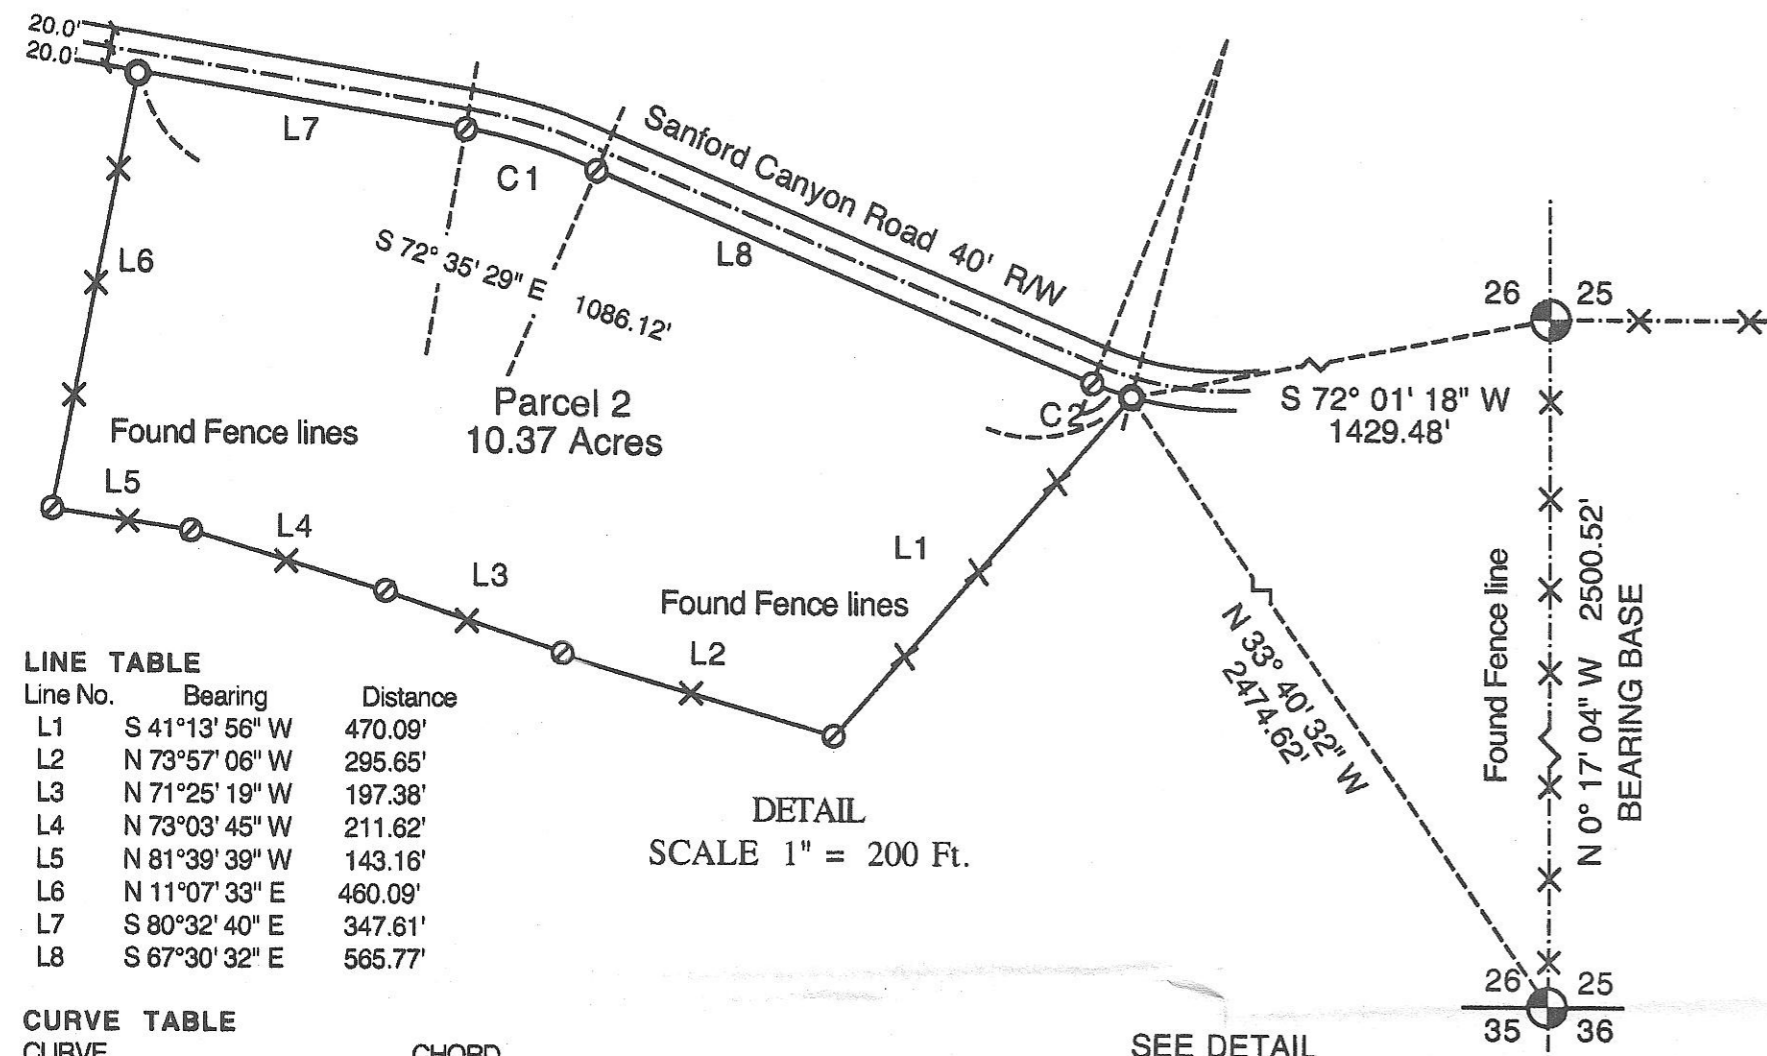 20.0'
20.0'
L7
C1
Sanford Canyon Road 40' R/W
L8
L6
S 72° 35' 29" E 1086.12'
26 25
Parcel 2
10.37 Acres
C2
S 72° 01' 18" W
1429.48'
Found Fence lines
L5
L4
L3
L1
Found Fence lines
L2
N 33° 40' 32" W
2474.62'
Found Fence line
N 0° 17' 04" W 2500.52'
BEARING BASE
LINE TABLE
Line No. Bearing Distance
L1 S 41°13' 56" W 470.09'
L2 N 73°57' 06" W 295.65'
L3 N 71°25' 19" W 197.38'
L4 N 73°03' 45" W 211.62'
L5 N 81°39' 39" W 143.16'
L6 N 11°07' 33" E 460.09'
L7 S 80°32' 40" E 347.61'
L8 S 67°30' 32" E 565.77'
DETAIL
SCALE 1" = 200 Ft.
26 25
35 36
CURVE TABLE
CURVE CHORD
SEE DETAIL